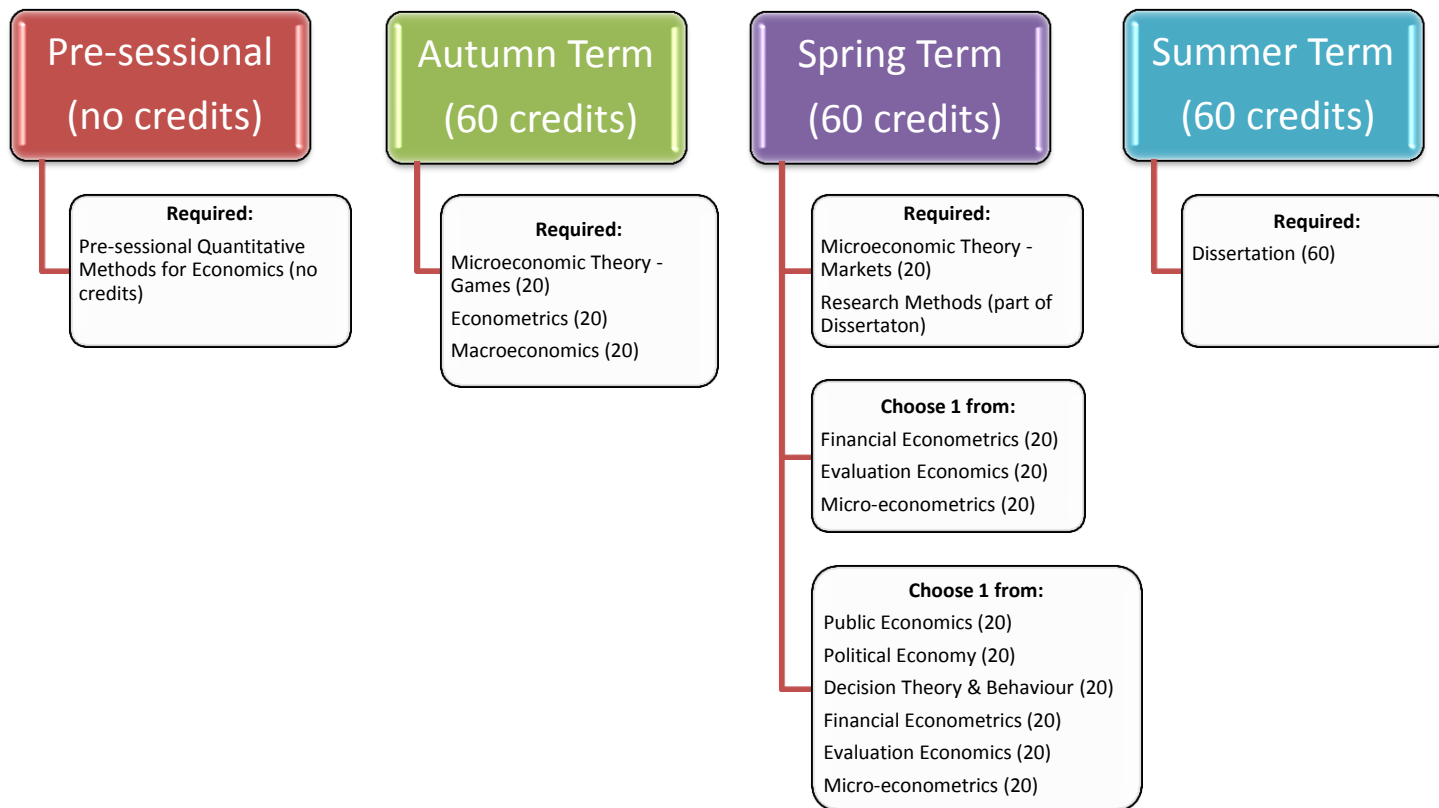 Pre-sessional
(no credits)
Required:
Pre-sessional Quantitative
Methods for Economics (no
credits)
Autumn Term
(60 credits)
Required:
Microeconomic Theory -
Games (20)
Econometrics (20)
Macroeconomics (20)
Spring Term
(60 credits)
Required:
Microeconomic Theory -
Markets (20)
Research Methods (part of
Dissertaton)
Choose 1 from:
Financial Econometrics (20)
Evaluation Economics (20)
Micro-econometrics (20)
Choose 1 from:
Public Economics (20)
Political Economy (20)
Decision Theory & Behaviour (20)
Financial Econometrics (20)
Evaluation Economics (20)
Micro-econometrics (20)
Summer Term
(60 credits)
Required:
Dissertation (60)